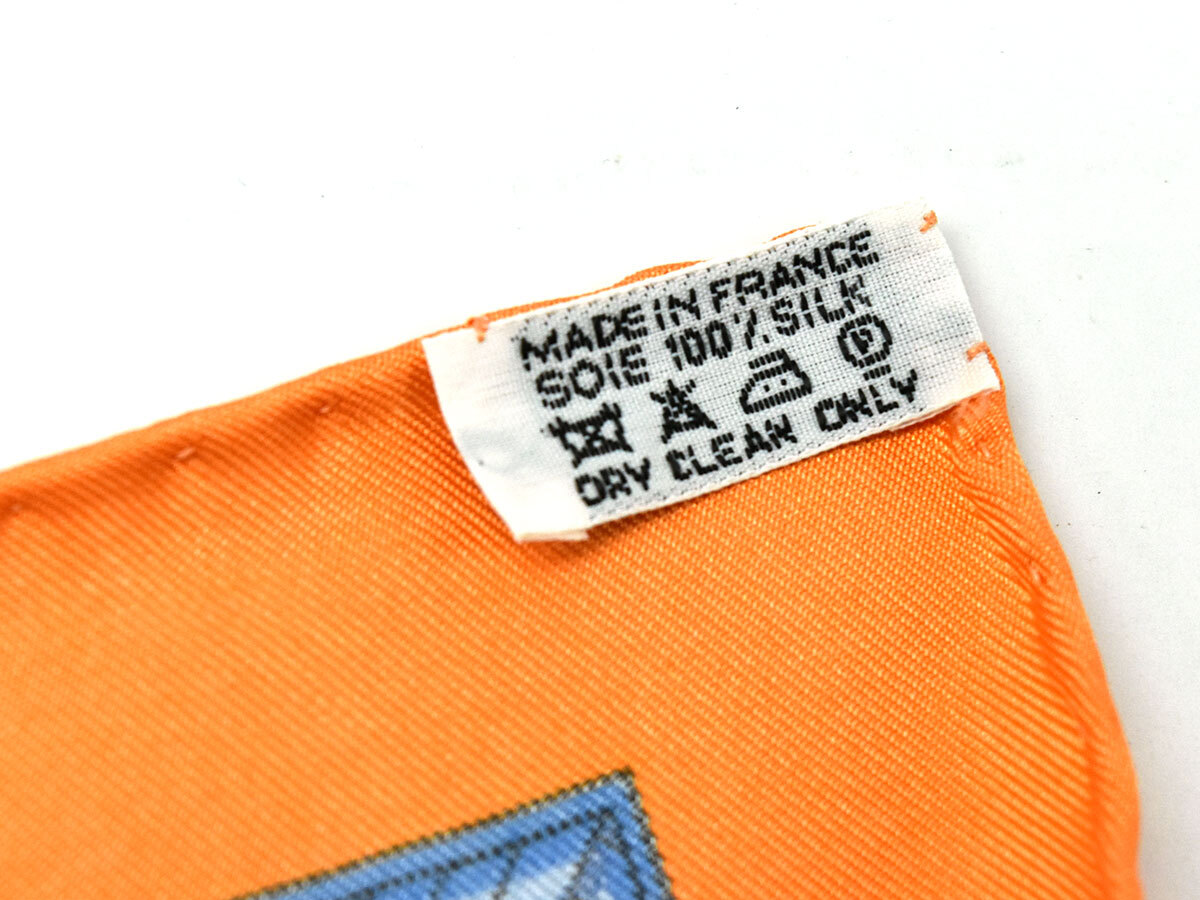 MADE IN FRANCE
SOIE 100% SILK
DRY CLEAN ONLY